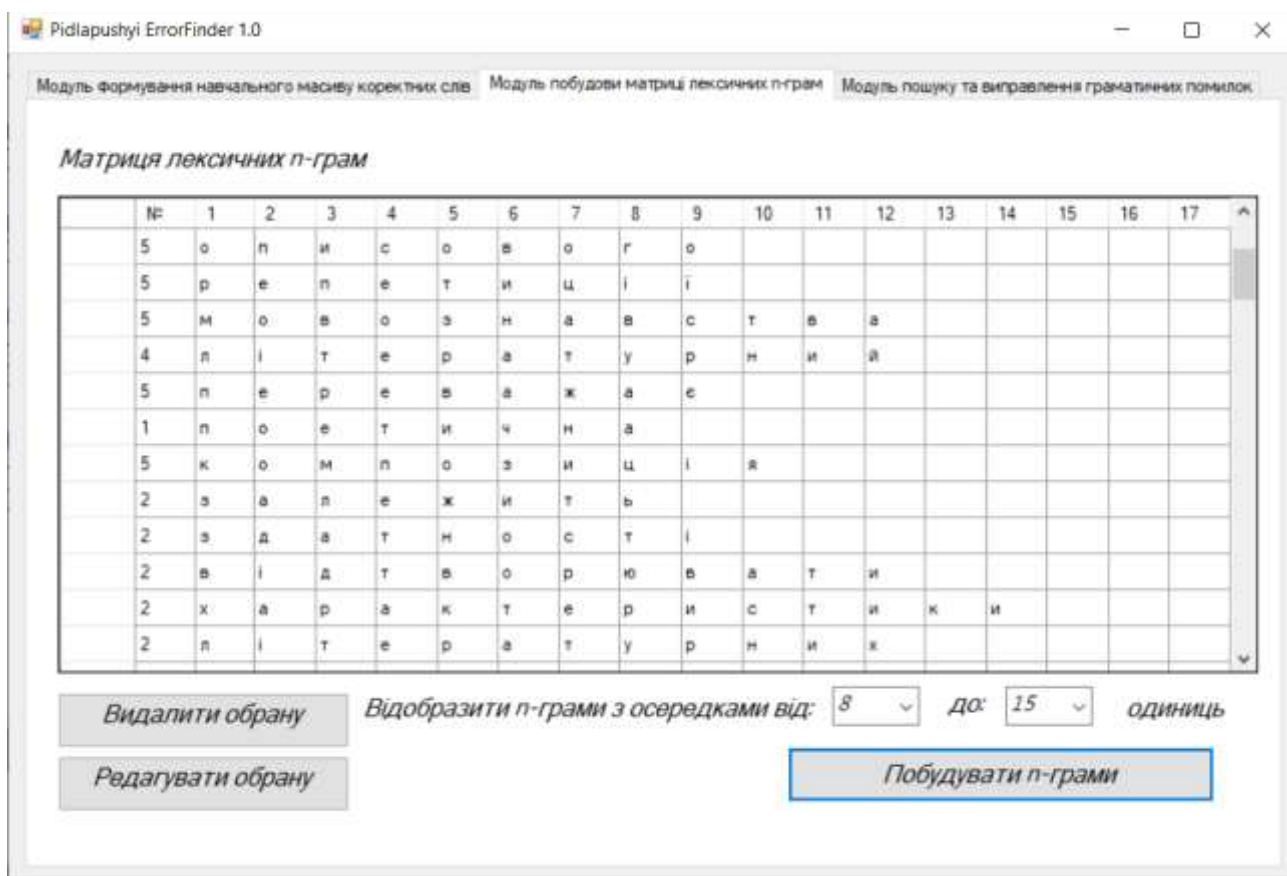 Pidlapushyi ErrorFinder 1.0
Модуль формування навчального масиву коректних слів Модуль побудови матриці лексичних n-грам Модуль пошуку та виправлення граматичних помилок
Матриця лексичних n-грам
№ 1 2 3 4 5 6 7 8 9 10 11 12 13 14 15 16 17
5 о п и с о в о г о
5 р е п е т и ц і ї
5 м о в о з н а в с т в а
4 л і т е р а т у р н и й
5 п е р е в а ж а є
1 п о е т и ч н а
5 к о м п о з и ц і я
2 з а л е ж и т ь
2 з д а т н о с т і
2 в і д т в о р ю в а т и
2 х а р а к т е р и с т и к и
2 л і т е р а т у р н и х
Видалити обрану Відобразити n-грами з осередками від: 8 до: 15 одиниць
Редагувати обрану Побудувати n-грами